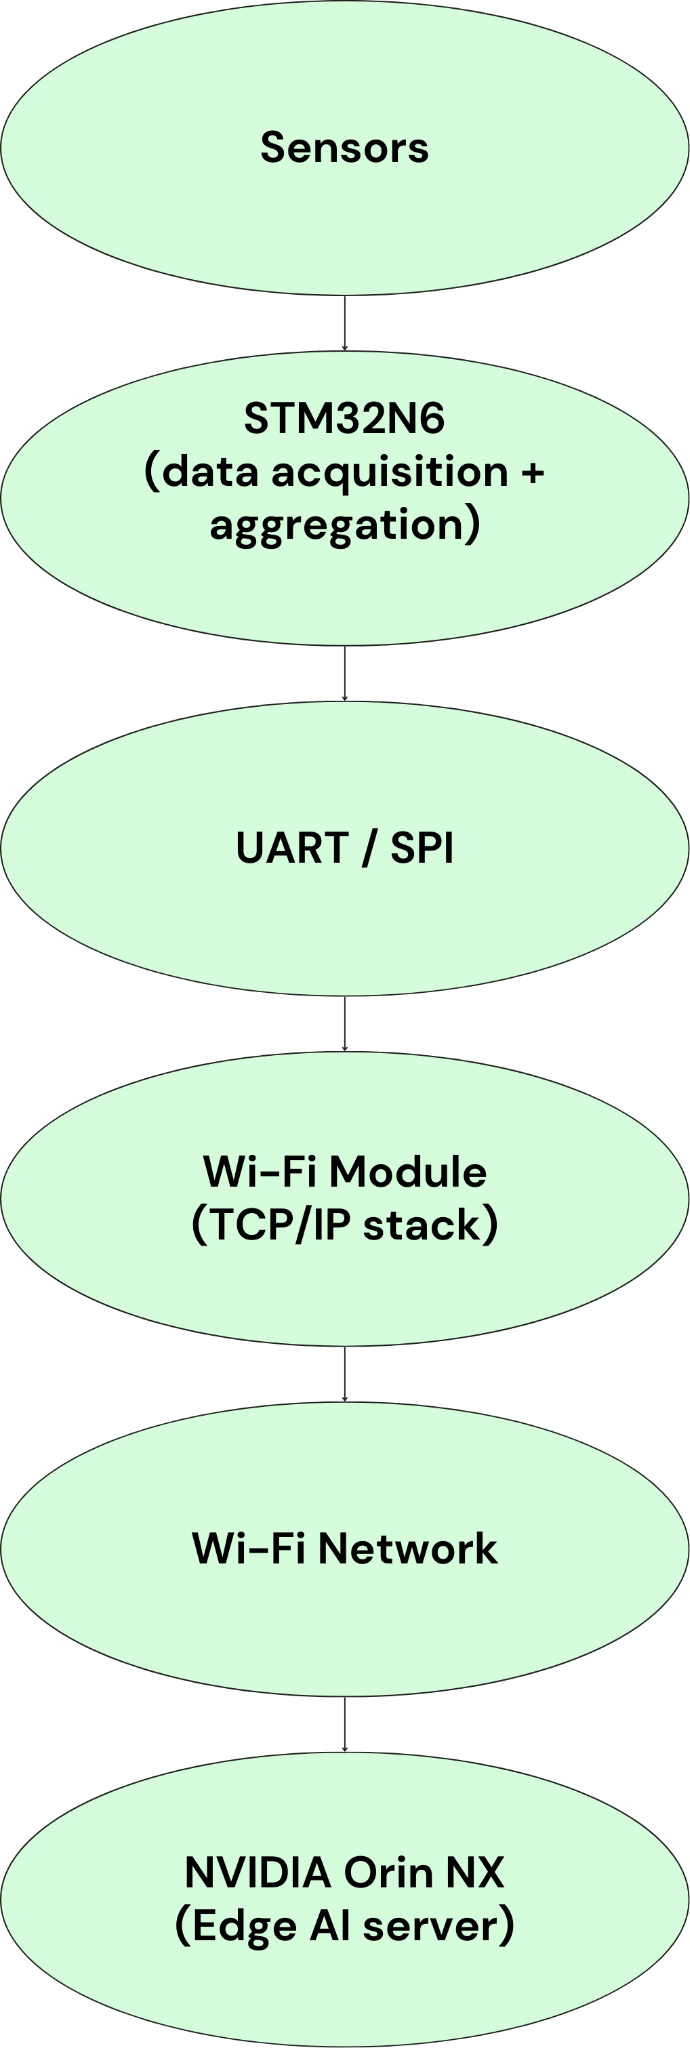 Sensors
STM32N6
(data acquisition +
aggregation)
UART / SPI
Wi-Fi Module
(TCP/IP stack)
Wi-Fi Network
NVIDIA Orin NX
(Edge AI server)